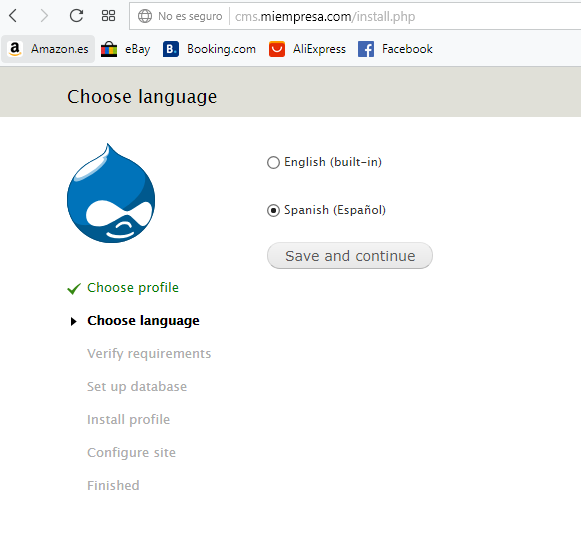 No es seguro cms.miempresa.com/install.php
Amazon.es eBay Booking.com AliExpress Facebook
Choose language
English (built-in)
Spanish (Español)
Save and continue
Choose profile
Choose language
Verify requirements
Set up database
Install profile
Configure site
Finished